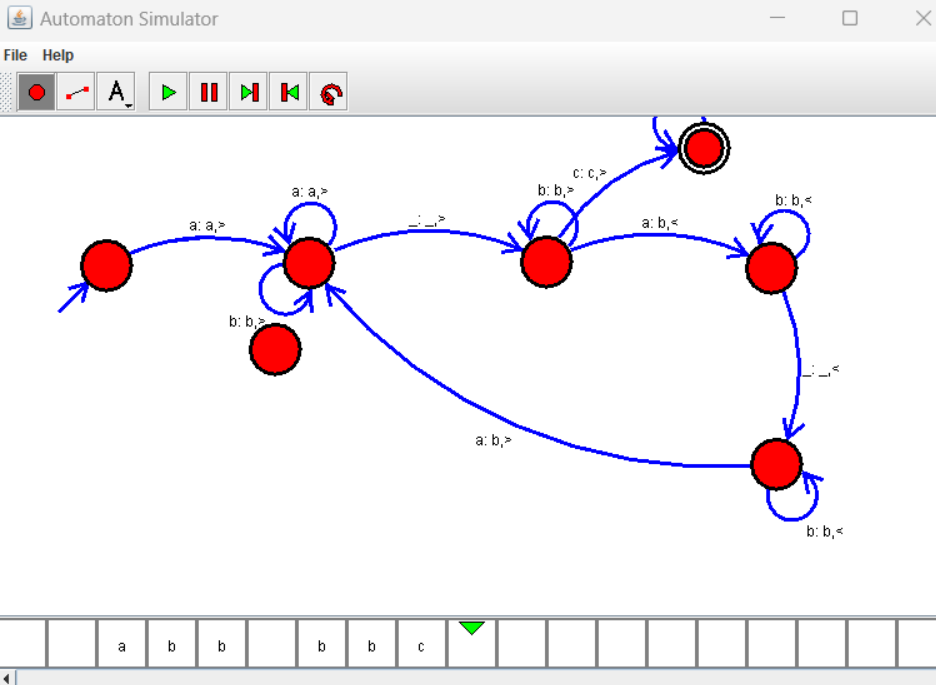 Automaton Simulator
File Help
A
c: c,>
a: a,>
b: b,>
b: b,<
a: a,>
_: _,>
a: b,<
b: b,>
_: _,<
a: b,>
b: b,<
a b b b b c